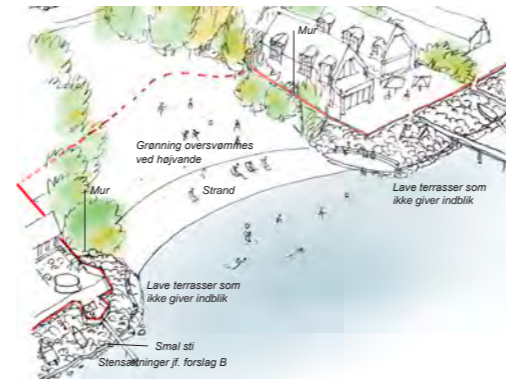 Mur
Grønning oversvømmes
ved højvande
Mur
Strand
Lave terrasser som
ikke giver indblik
Lave terrasser som
ikke giver indblik
Smal sti
Stensætninger jf. forslag B